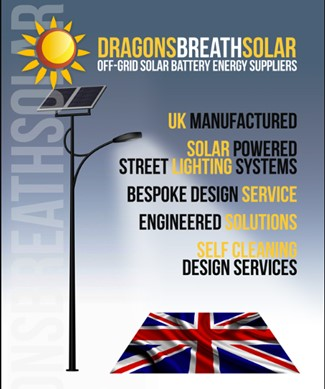 DRAGONSBREATHSOLAR
OFF-GRID SOLAR BATTERY ENERGY SUPPLIERS
UK MANUFACTURED
SOLAR POWERED
STREET LIGHTING SYSTEMS
BESPOKE DESIGN SERVICE
ENGINEERED SOLUTIONS
SELF CLEANING
DESIGN SERVICES
ONSBREATHSOLAR